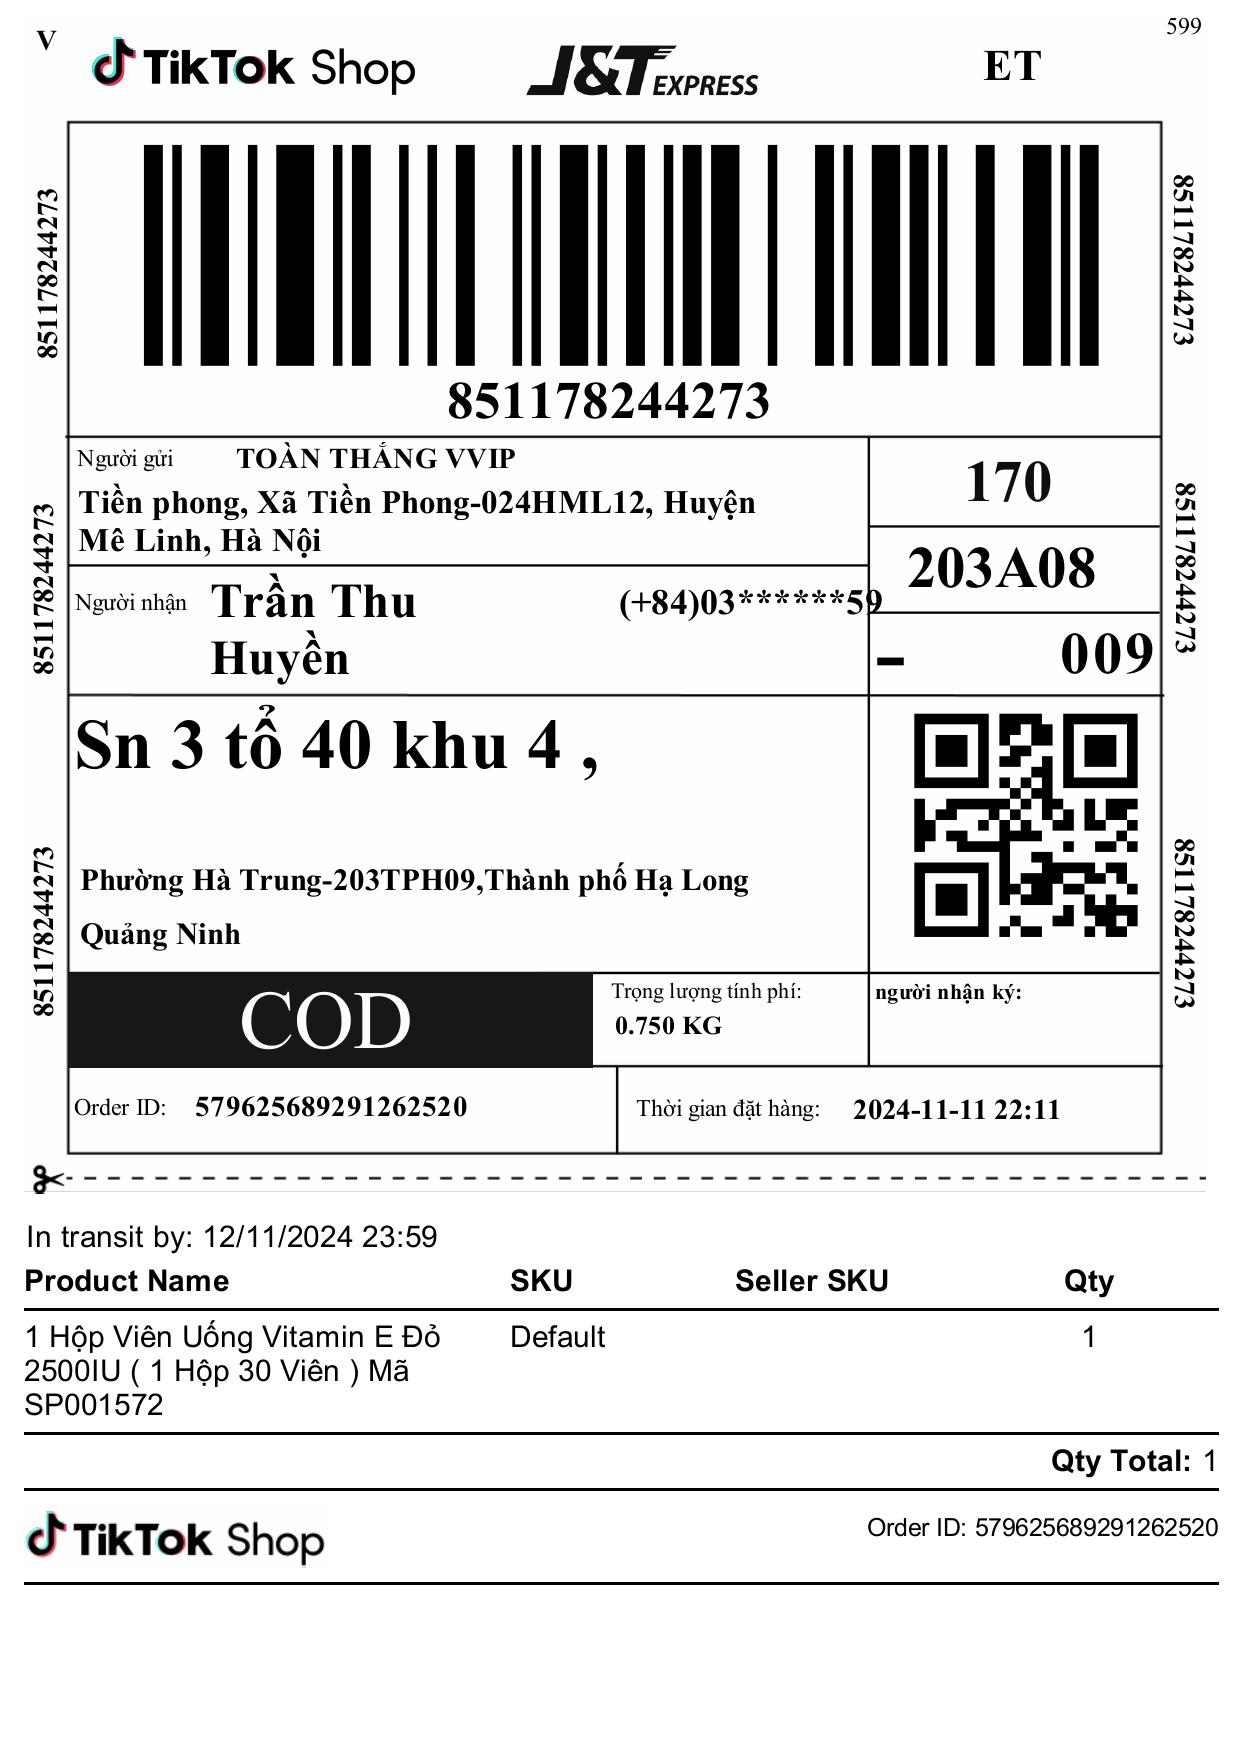 599
V
TikTok Shop
J&T EXPRESS
ET
851178244273
851178244273
851178244273
Người gửi TOÀN THẮNG VVIP
Tiền phong, Xã Tiền Phong-024HML12, Huyện
Mê Linh, Hà Nội
170
203A08
- 009
851178244273
851178244273
Người nhận Trần Thu
Huyền
(+84)03******59
Sn 3 tổ 40 khu 4 ,
Phường Hà Trung-203TPH09,Thành phố Hạ Long
Quảng Ninh
851178244273
851178244273
COD
Trọng lượng tính phí:
0.750 KG
người nhận ký:
Order ID: 579625689291262520
Thời gian đặt hàng: 2024-11-11 22:11
In transit by: 12/11/2024 23:59
Product Name SKU Seller SKU Qty
1 Hộp Viên Uống Vitamin E Đỏ Default 1
2500IU ( 1 Hộp 30 Viên ) Mã
SP001572
Qty Total: 1
TikTok Shop
Order ID: 579625689291262520